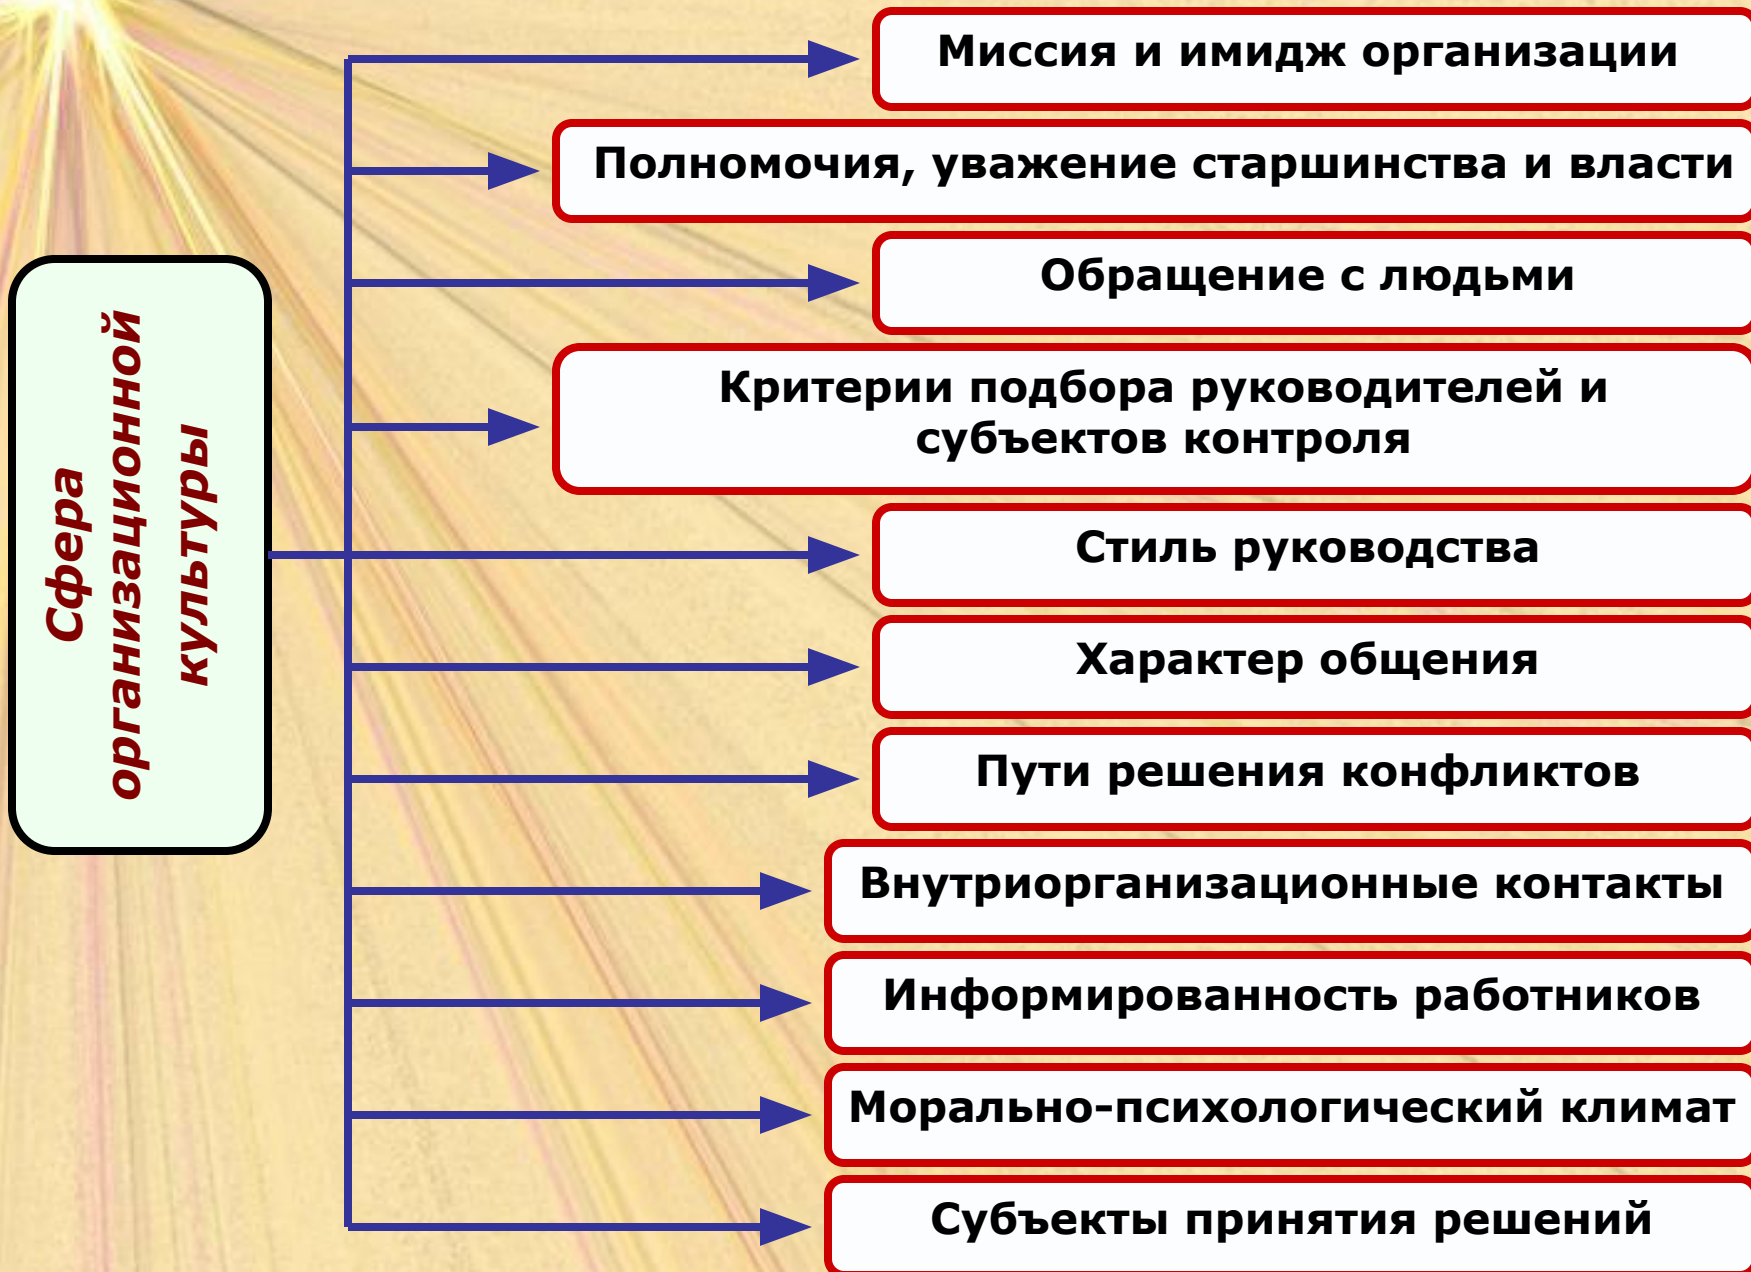 Сфера
организационной
культуры
Миссия и имидж организации
Полномочия, уважение старшинства и власти
Обращение с людьми
Критерии подбора руководителей и
субъектов контроля
Стиль руководства
Характер общения
Пути решения конфликтов
Внутриорганизационные контакты
Информированность работников
Морально-психологический климат
Субъекты принятия решений